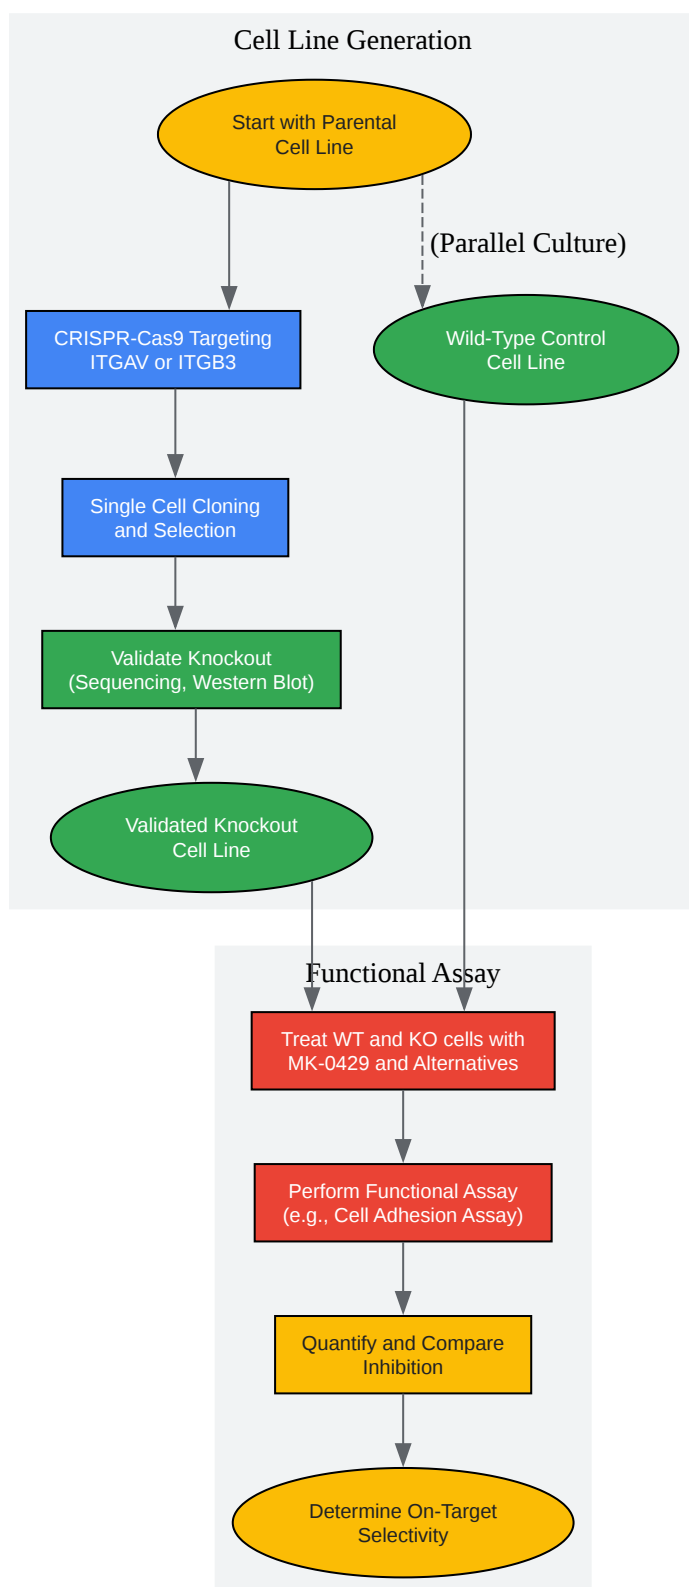 Cell Line Generation
Start with Parental
Cell Line
(Parallel Culture)
CRISPR-Cas9 Targeting
ITGAV or ITGB3
Wild-Type Control
Cell Line
Single Cell Cloning
and Selection
Validate Knockout
(Sequencing, Western Blot)
Validated Knockout
Cell Line
Functional Assay
Treat WT and KO cells with
MK-0429 and Alternatives
Perform Functional Assay
(e.g., Cell Adhesion Assay)
Quantify and Compare
Inhibition
Determine On-Target
Selectivity